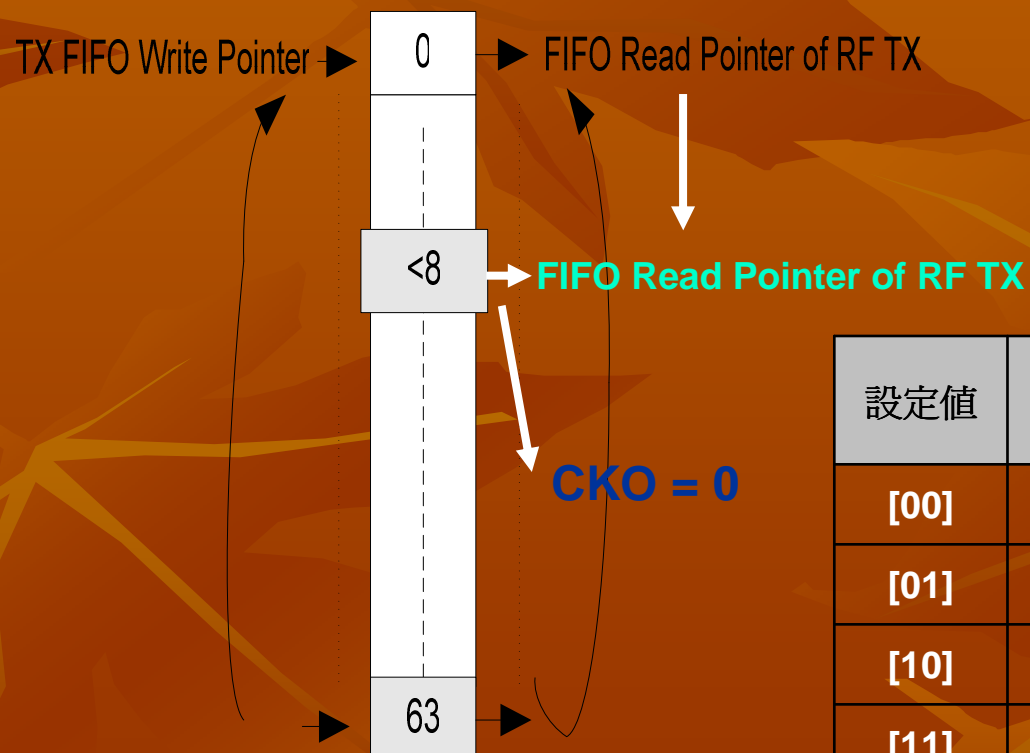 TX FIFO Write Pointer
0
FIFO Read Pointer of RF TX
<8
FIFO Read Pointer of RF TX
CKO = 0
63
設定値
[00]
[01]
[10]
[11]